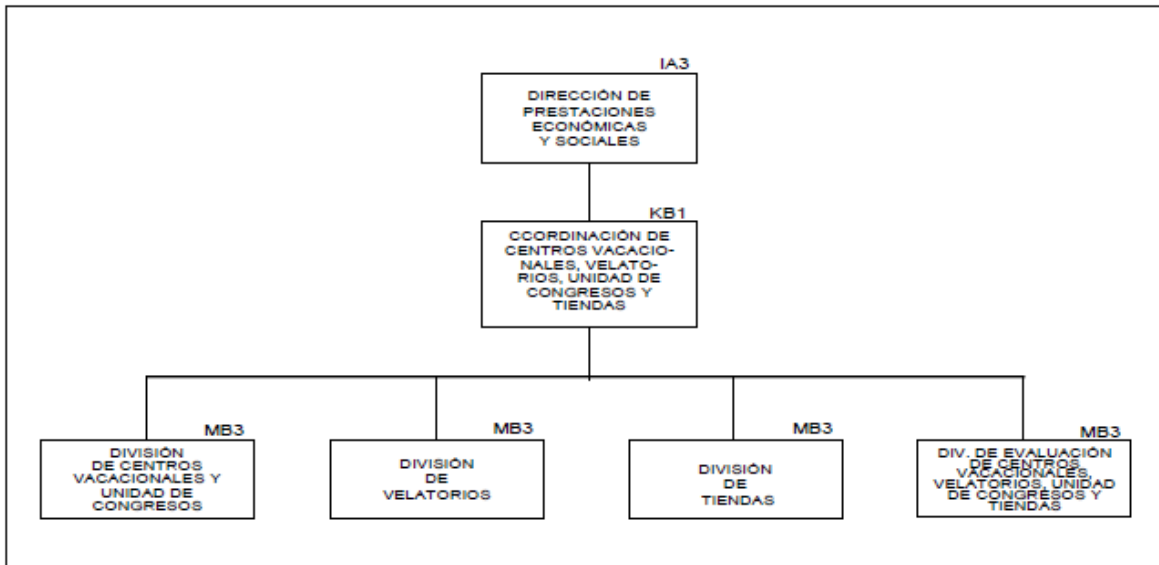 IA3
DIRECCIÓN DE
PRESTACIONES
ECONÓMICAS
Y SOCIALES
KB1
CCORDINACIÓN DE
CENTROS VACACIO-
NALES, VELATO-
RIOS, UNIDAD DE
CONGRESOS Y
TIENDAS
MB3
DIVISIÓN
DE CENTROS
VACACIONALES Y
UNIDAD DE
CONGRESOS
MB3
DIVISIÓN
DE
VELATORIOS
MB3
DIVISIÓN
DE
TIENDAS
MB3
DIV. DE EVALUACIÓN
DE CENTROS
VACACIONALES,
VELATORIOS, UNIDAD
DE CONGRESOS Y
TIENDAS